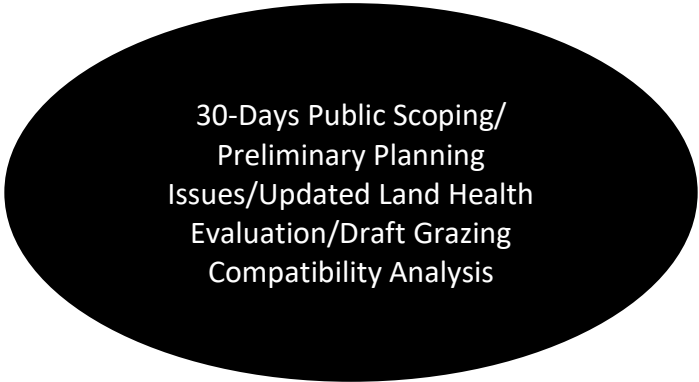 30-Days Public Scoping/
Preliminary Planning
Issues/Updated Land Health
Evaluation/Draft Grazing
Compatibility Analysis